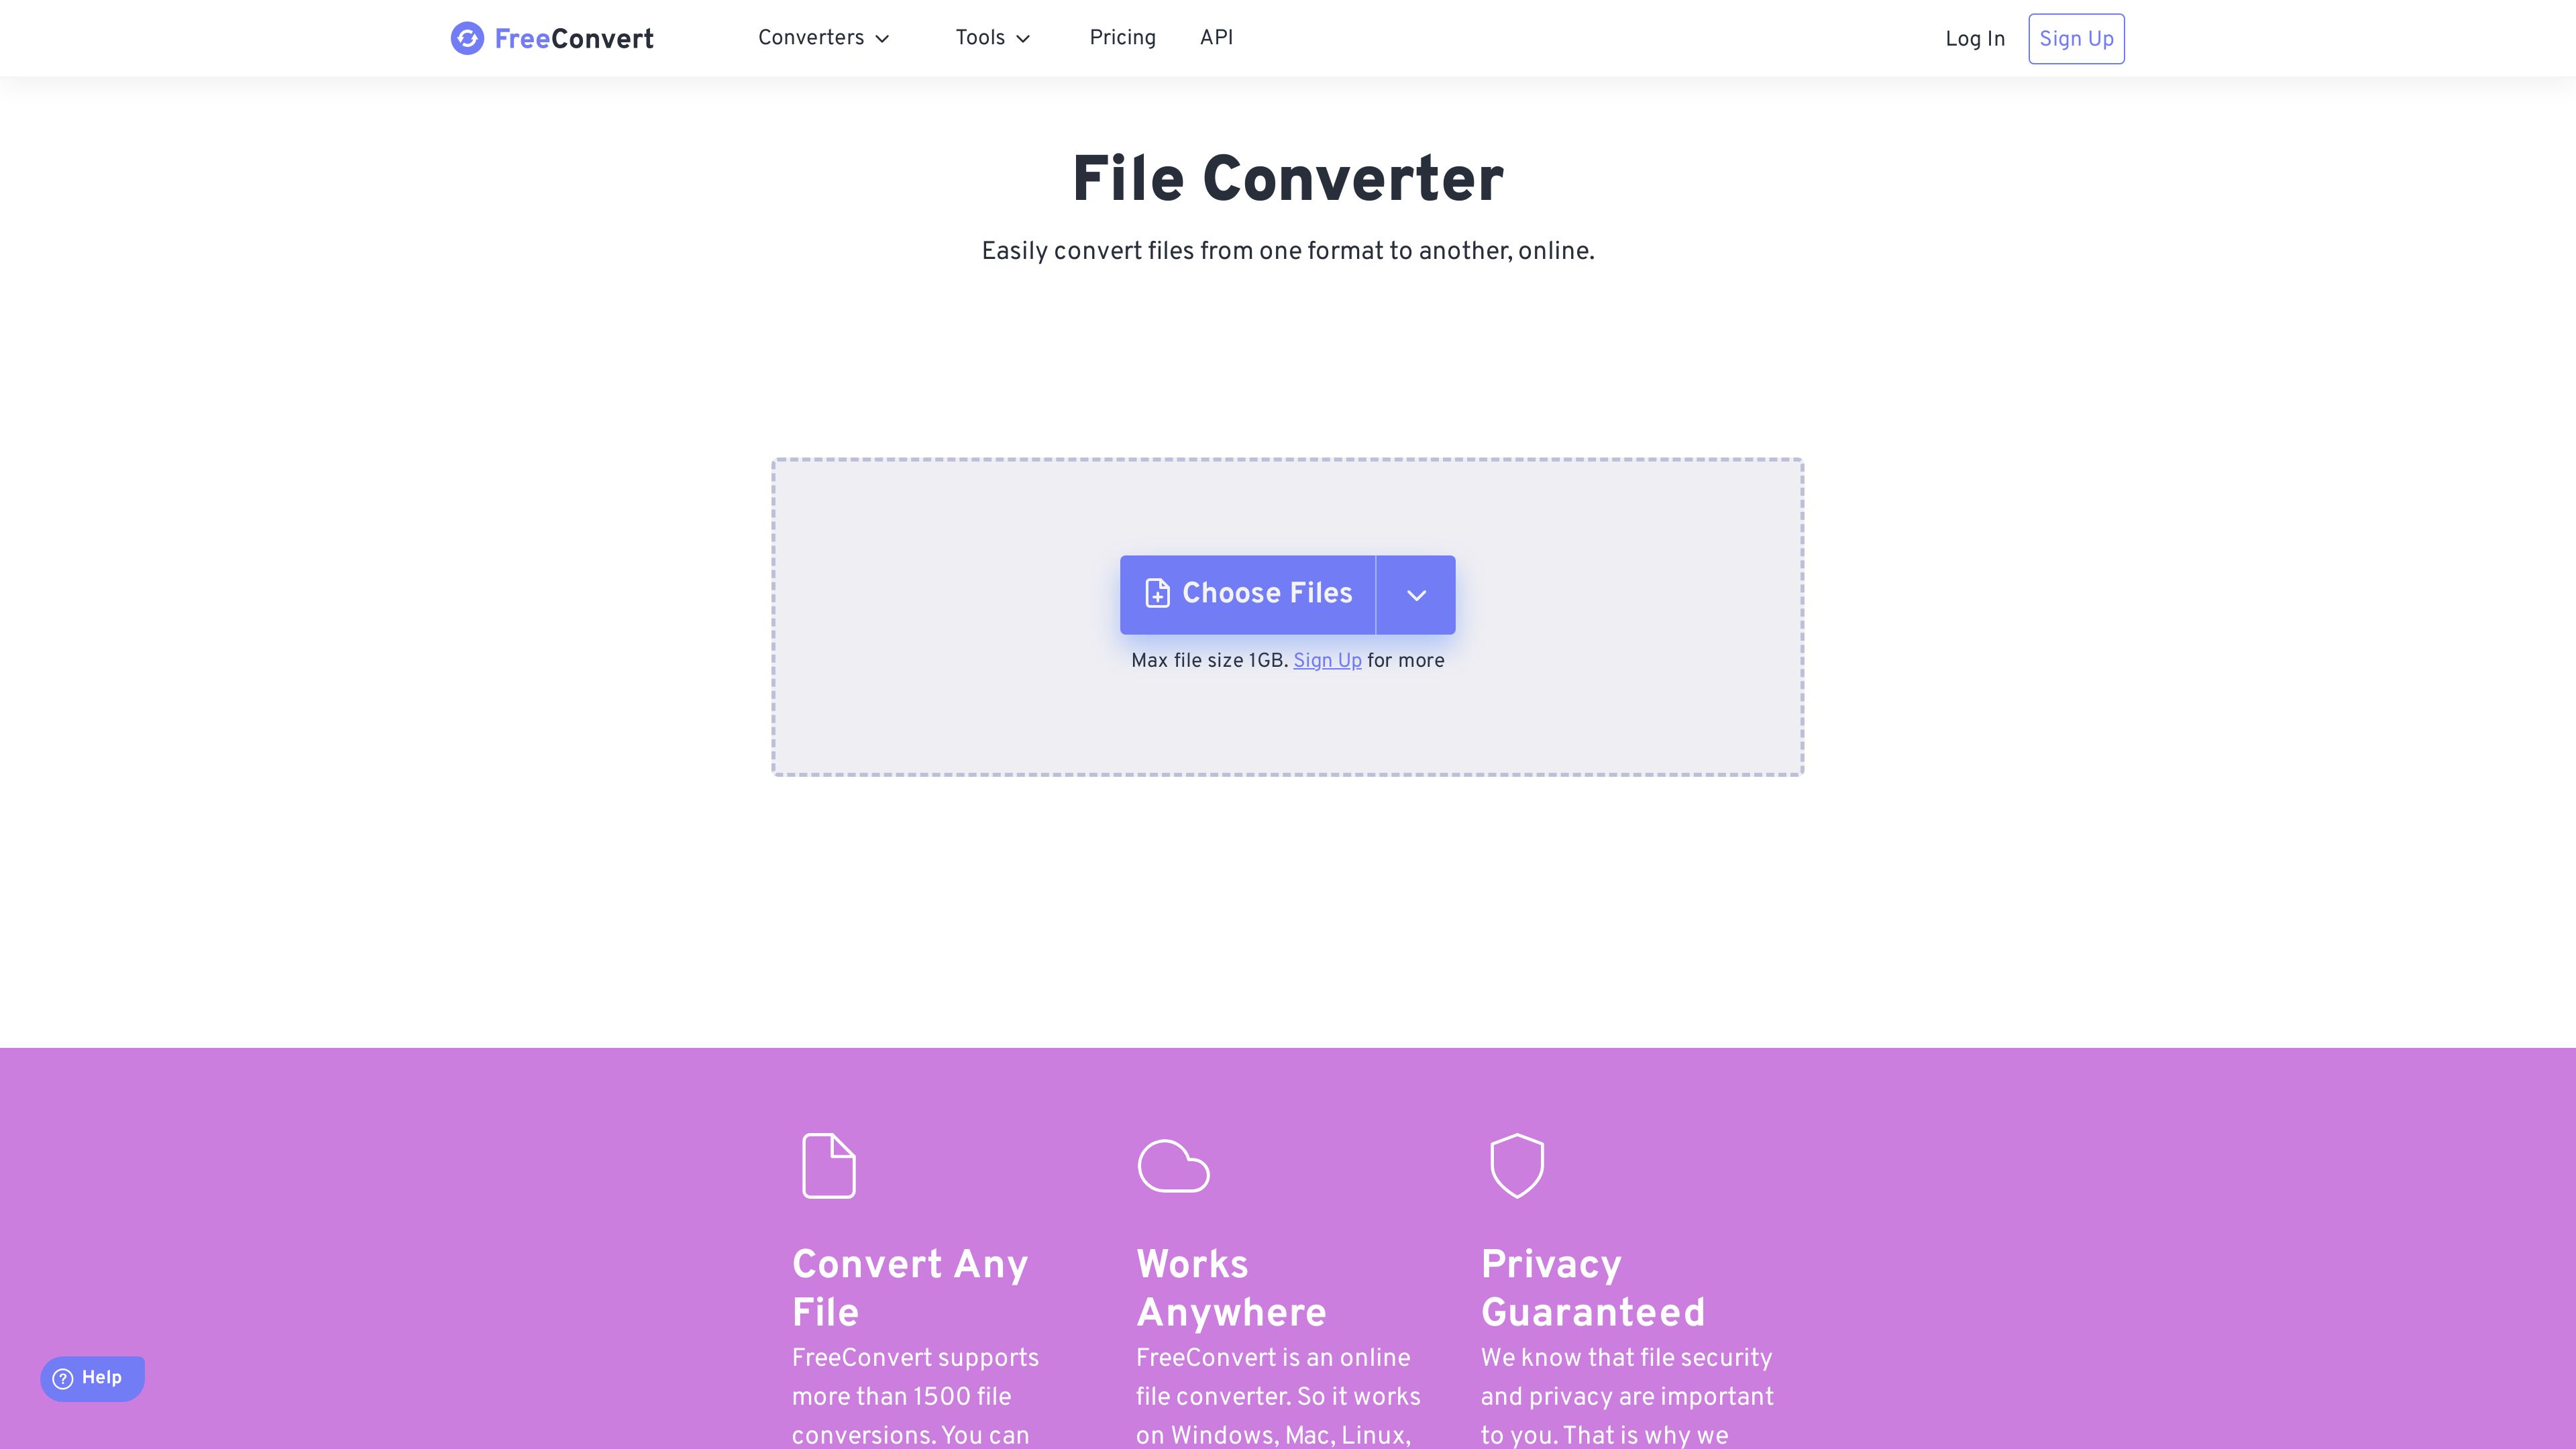 FreeConvert
Converters
Tools
Pricing
API
Log In
Sign Up
File Converter
Easily convert files from one format to another, online.
Choose Files
Max file size 1GB. Sign Up for more
Convert Any
File
FreeConvert supports
more than 1500 file
conversions. You can
Works
Anywhere
FreeConvert is an online
file converter. So it works
on Windows, Mac, Linux,
Privacy
Guaranteed
We know that file security
and privacy are important
to you. That is why we
Help